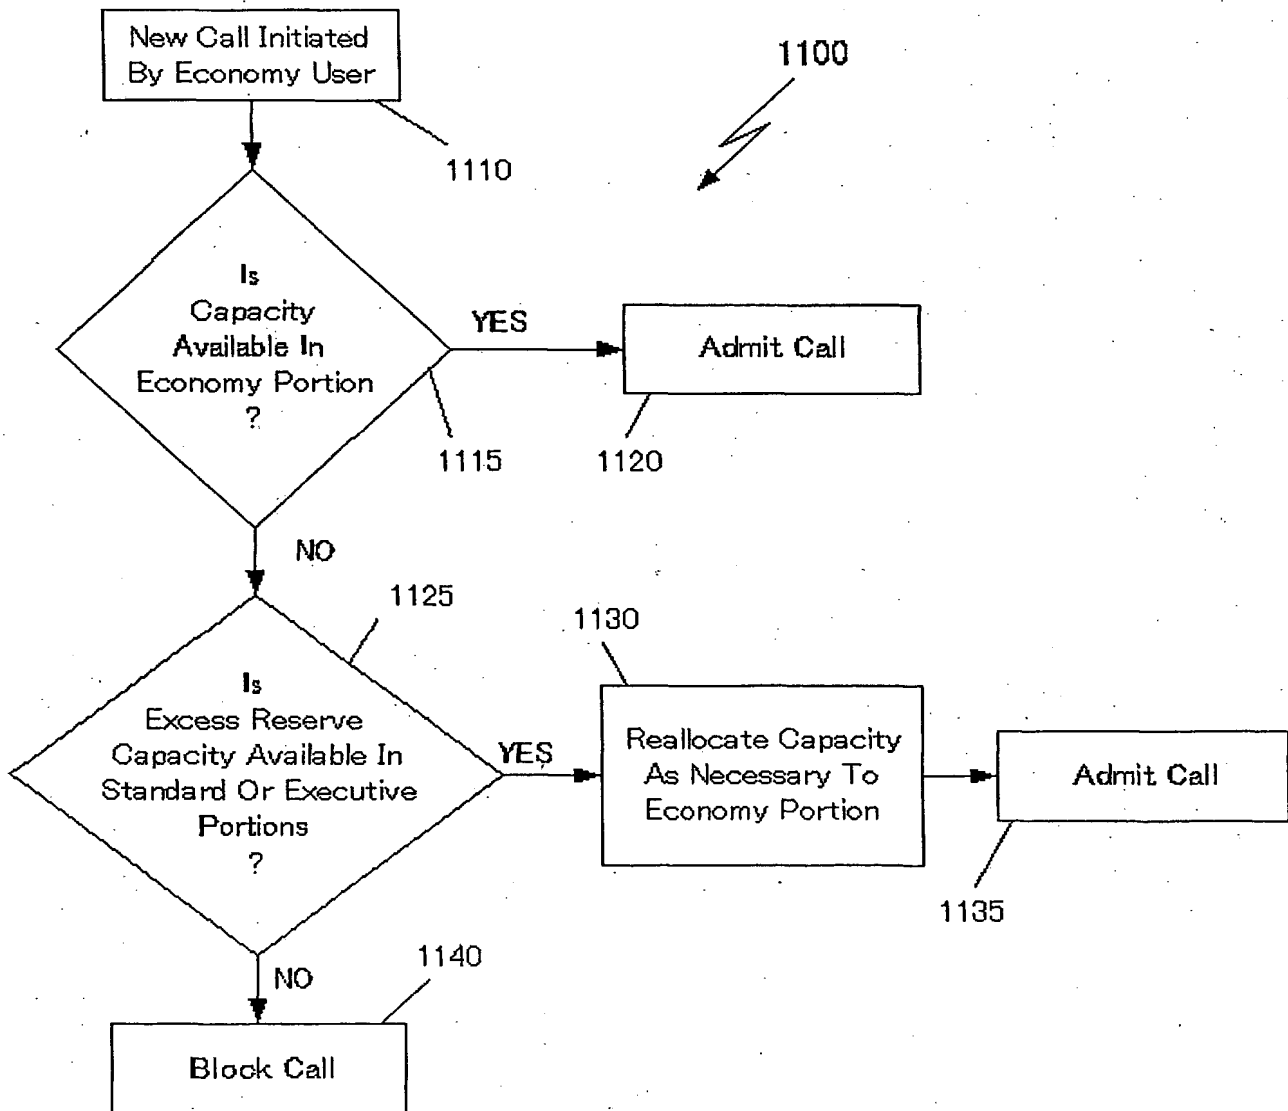 New Call Initiated
By Economy User
1100
1110
Is
Capacity
Available In
Economy Portion
?
YES
Admit Call
1115
1120
NO
1125
1130
Is
Excess Reserve
Capacity Available In
Standard Or Executive
Portions
?
YES
Reallocate Capacity
As Necessary To
Economy Portion
Admit Call
1135
NO
1140
Block Call